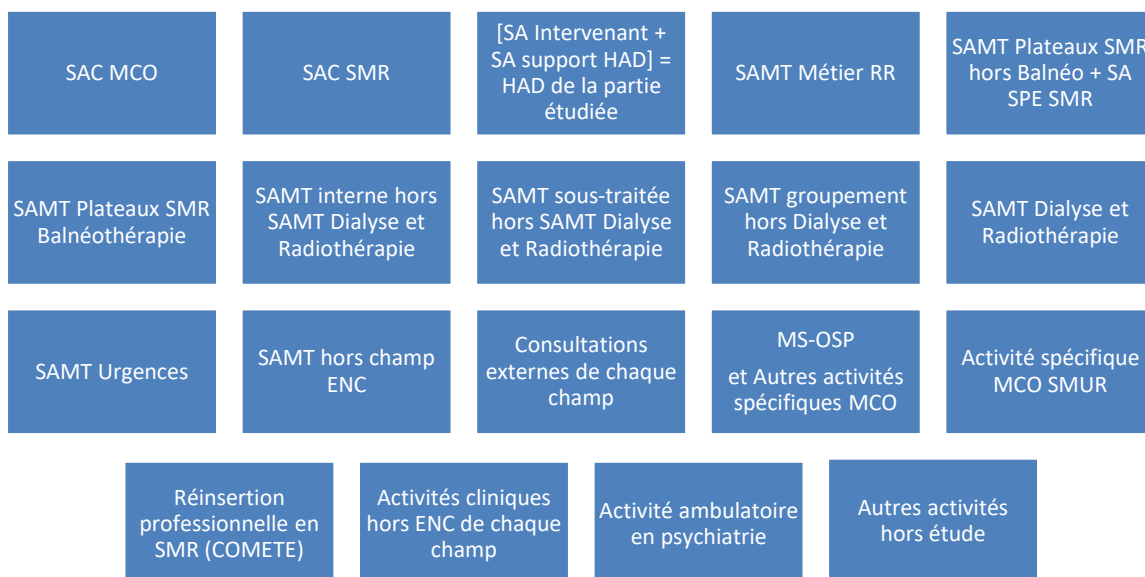 SAC MCO
SAC SMR
[SA Intervenant +
SA support HAD] =
HAD de la partie
étudiée
SAMT Métier RR
SAMT Plateaux SMR
hors Balnéo + SA
SPE SMR
SAMT Plateaux SMR
Balnéothérapie
SAMT interne hors
SAMT Dialyse et
Radiothérapie
SAMT sous-traitée
hors SAMT Dialyse
et Radiothérapie
SAMT groupement
hors Dialyse et
Radiothérapie
SAMT Dialyse et
Radiothérapie
SAMT Urgences
SAMT hors champ
ENC
Consultations
externes de chaque
champ
MS-OSP
et Autres activités
spécifiques MCO
Activité spécifique
MCO SMUR
Réinsertion
professionnelle en
SMR (COMETE)
Activités cliniques
hors ENC de chaque
champ
Activité ambulatoire
en psychiatrie
Autres activités
hors étude